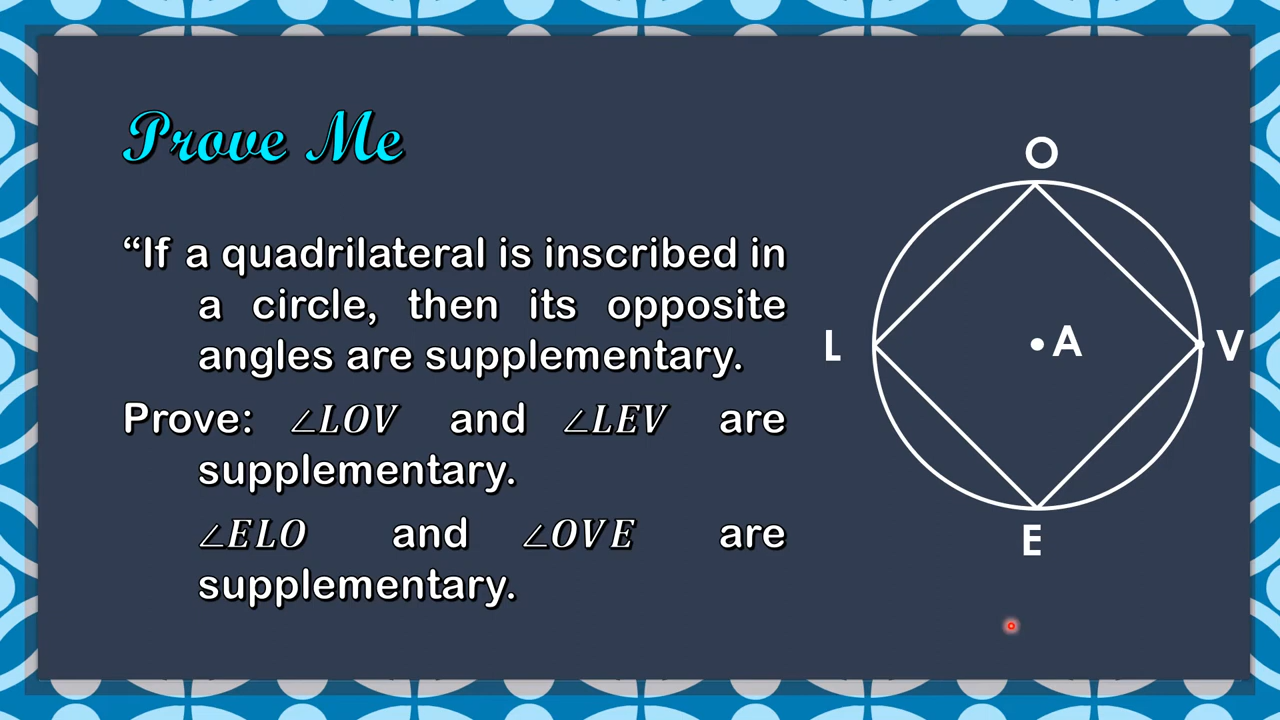 Prove Me
“If a quadrilateral is inscribed in
a circle, then its opposite
angles are supplementary.
Prove: ∠LOV and ∠LEV are
supplementary.
∠ELO and ∠OVE are
supplementary.
O
L
A
V
E